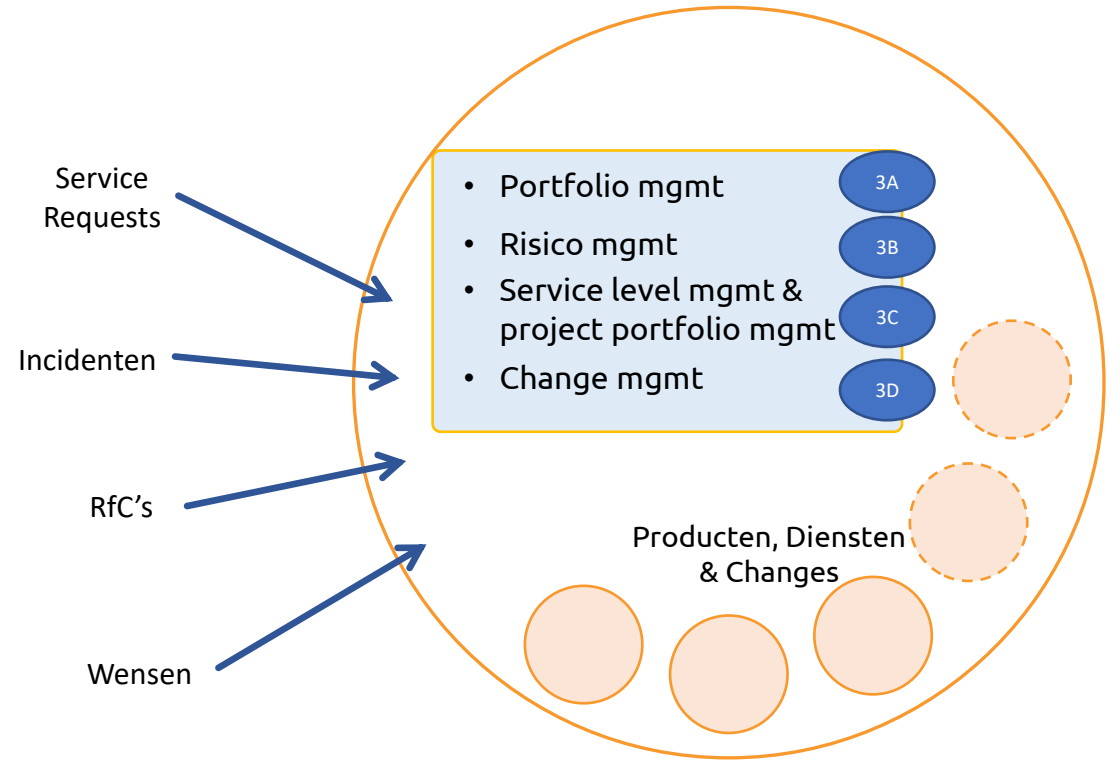 Service
Requests
Incidenten
RfC's
Wensen
• Portfolio mgmt
• Risico mgmt
• Service level mgmt &
project portfolio mgmt
• Change mgmt
3A
3B
3C
3D
Producten, Diensten
& Changes